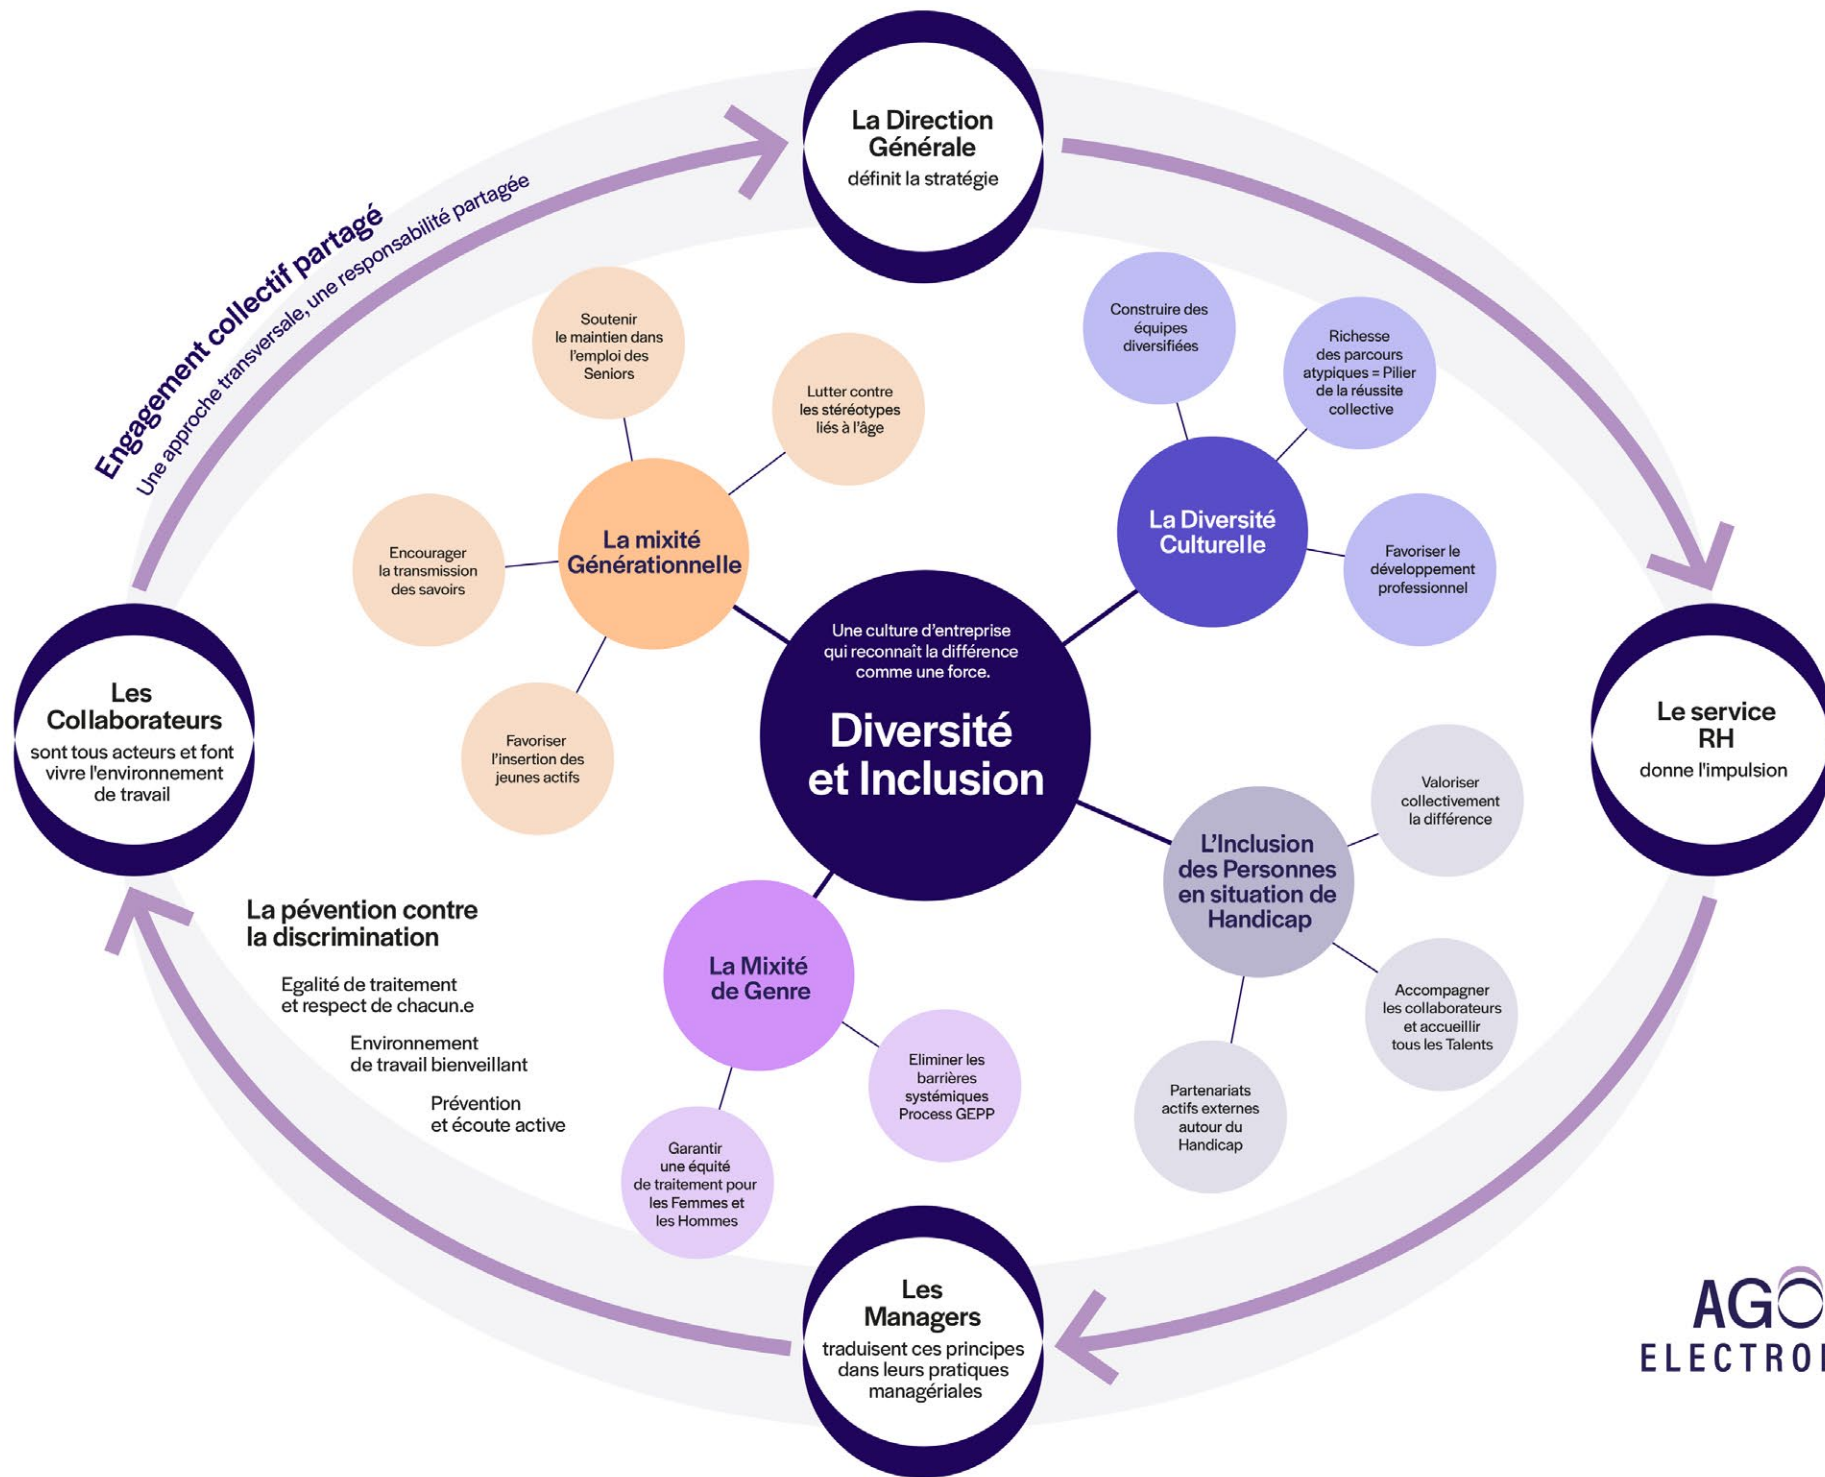 La Direction
Générale
définit la stratégie
Engagement collectif partagé
Une approche transversale, une responsabilité partagée
Soutenir
le maintien dans
l'emploi des
Seniors
Lutter contre
les stéréotypes
liés à l'âge
Encourager
la transmission
des savoirs
Favoriser
l'insertion des
jeunes actifs
La mixité
Générationnelle
Construire des
équipes
diversifiées
Richesse
des parcours
atypiques = Pilier
de la réussite
collective
Favoriser le
développement
professionnel
La Diversité
Culturelle
Une culture d'entreprise
qui reconnaît la différence
comme une force.
Diversité
et Inclusion
Les
Collaborateurs
sont tous acteurs et font
vivre l'environnement
de travail
Le service
RH
donne l'impulsion
L'Inclusion
des Personnes
en situation de
Handicap
Valoriser
collectivement
la différence
Accompagner
les collaborateurs
et accueillir
tous les Talents
Partenariats
actifs externes
autour du
Handicap
La Mixité
de Genre
Eliminer les
barrières
systémiques
Process GEPP
Garantir
une équité
de traitement pour
les Femmes et
les Hommes
La pévention contre
la discrimination
Egalité de traitement
et respect de chacun.e
Environnement
de travail bienveillant
Prévention
et écoute active
Les
Managers
traduisent ces principes
dans leurs pratiques
managériales
AGO
ELECTRO